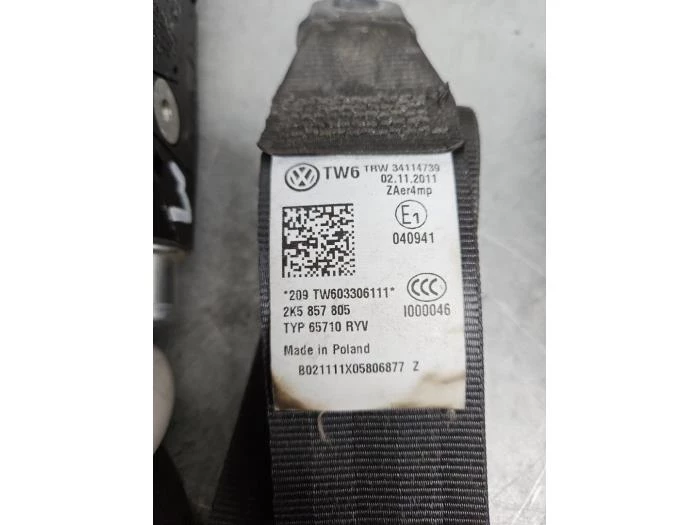 TW6 TRW 34114739
02.11.2011
ZAer4mp
E1
040941
*209 TW603306111*
CCC
2K5 857 805
I000046
TYP 65710 RYV
Made in Poland
B021111X05806877 Z